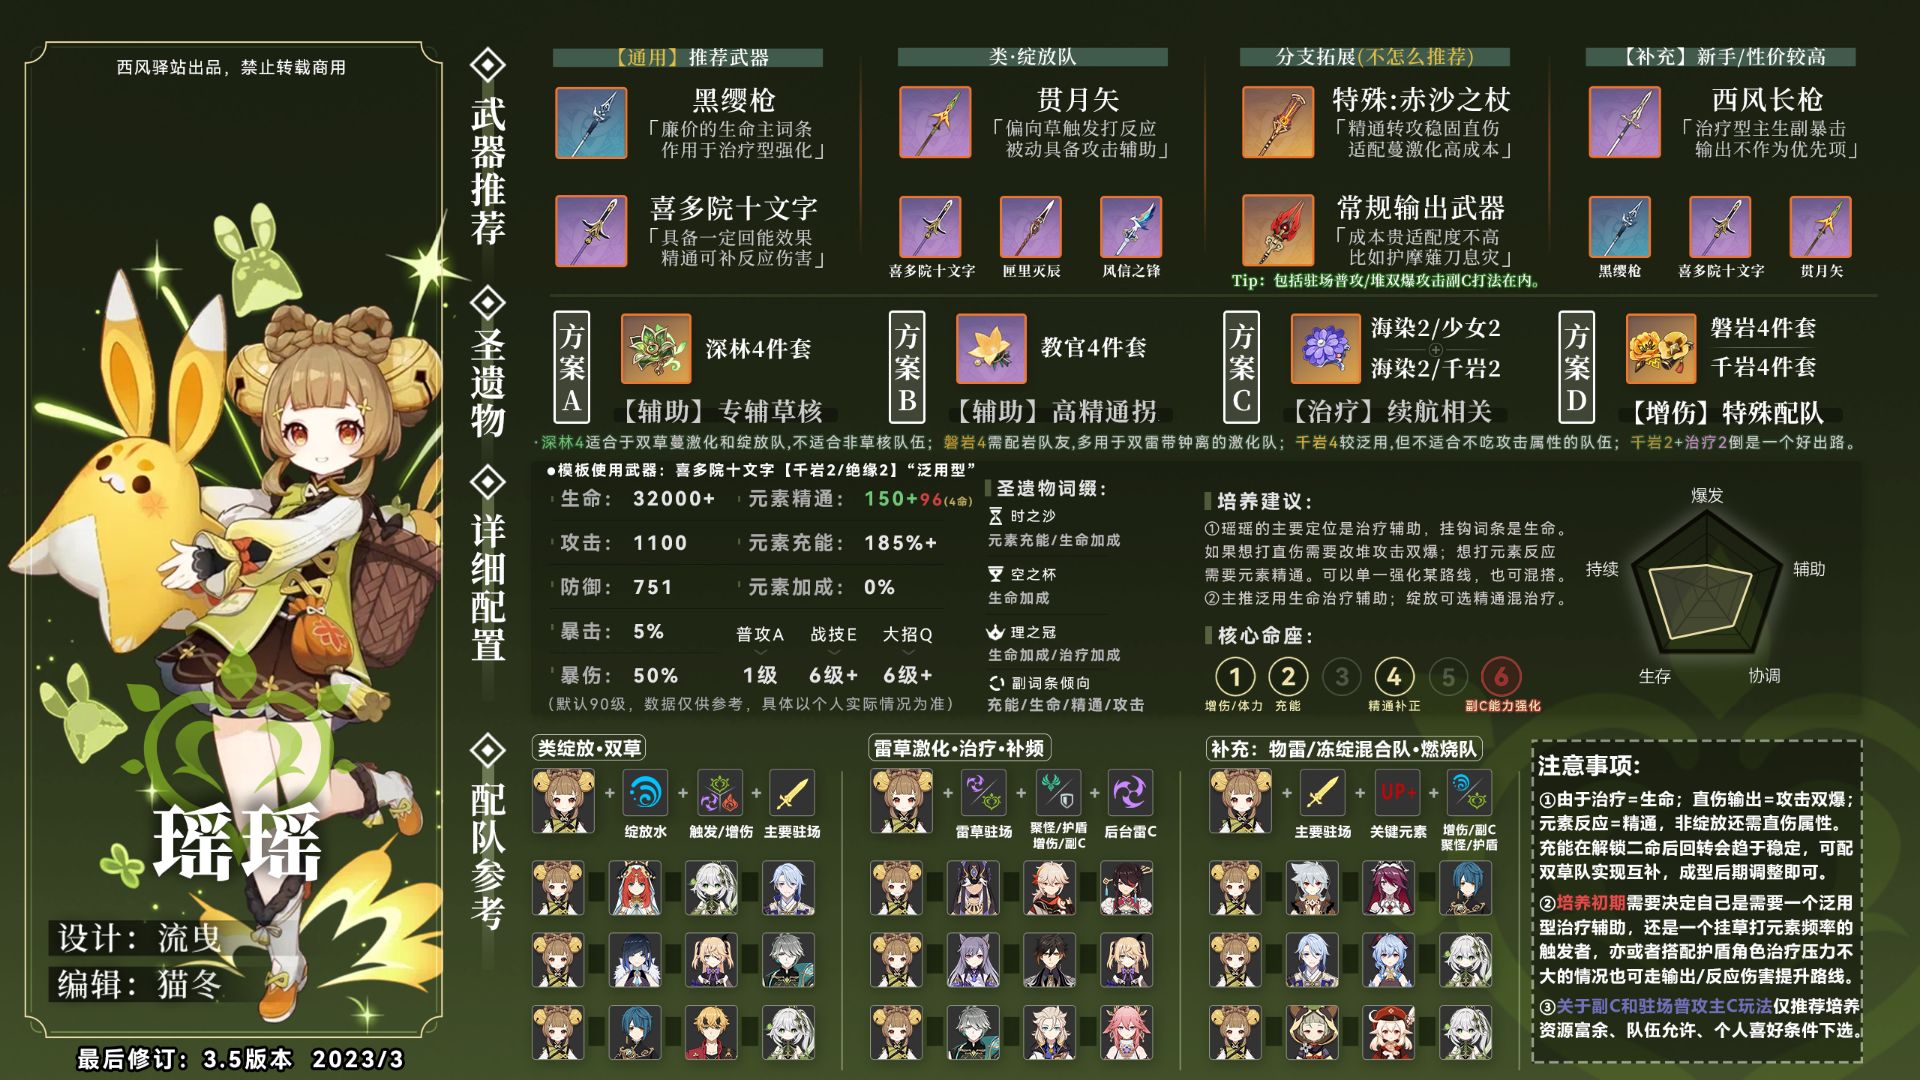 西风驿站出品，禁止转载商用
瑶瑶
设计：流曳
编辑：猫冬
最后修订：3.5版本 2023/3
武器推荐
【通用】推荐武器
黑缨枪
「廉价的生命主词条
作用于治疗型强化」
喜多院十文字
「具备一定回能效果
精通可补反应伤害」
类·绽放队
贯月矢
「偏向草触发打反应
被动具备攻击辅助」
喜多院十文字
匣里灭辰
风信之锋
分支拓展(不怎么推荐)
特殊:赤沙之杖
「精通转攻稳固直伤
适配蔓激化高成本」
常规输出武器
「成本贵适配度不高
比如护摩薙刀息灾」
Tip：包括驻场普攻/堆双爆攻击副C打法在内。
【补充】新手/性价较高
西风长枪
「治疗型主生副暴击
输出不作为优先项」
黑缨枪
喜多院十文字
贯月矢
圣遗物
方案A
深林4件套
【辅助】专辅草核
方案B
教官4件套
【辅助】高精通拐
方案C
海染2/少女2
海染2/千岩2
【治疗】续航相关
方案D
磐岩4件套
千岩4件套
【增伤】特殊配队
·深林4适合于双草蔓激化和绽放队,不适合非草核队伍；磐岩4需配岩队友,多用于双雷带钟离的激化队；千岩4较泛用,但不适合不吃攻击属性的队伍；千岩2+治疗2倒是一个好出路。
详细配置
●模板使用武器：喜多院十文字【千岩2/绝缘2】“泛用型”
生命： 32000+ 元素精通： 150+96(4命)
攻击： 1100 元素充能： 185%+
防御： 751 元素加成： 0%
暴击： 5% 普攻A 战技E 大招Q
暴伤： 50% 1级 6级+ 6级+
(默认90级，数据仅供参考，具体以个人实际情况为准)
圣遗物词缀：
时之沙
元素充能/生命加成
空之杯
生命加成
理之冠
生命加成/治疗加成
副词条倾向
充能/生命/精通/攻击
培养建议：
①瑶瑶的主要定位是治疗辅助，挂钩词条是生命。
如果想打直伤需要改堆攻击双爆；想打元素反应
需要元素精通。可以单一强化某路线，也可混搭。
②主推泛用生命治疗辅助；绽放可选精通混治疗。
核心命座：
1 2 3 4 5 6
增伤/体力 充能 精通补正 副C能力强化
爆发
持续
辅助
生存
协调
配队参考
类绽放·双草
+ + +
绽放水 触发/增伤 主要驻场
雷草激化·治疗·补频
+ + +
雷草驻场 聚怪/护盾 后台雷C
增伤/副C
补充：物雷/冻绽混合队·燃烧队
+ + UP+ +
主要驻场 关键元素 增伤/副C
聚怪/护盾
注意事项:
①由于治疗=生命；直伤输出=攻击双爆；
元素反应=精通，非绽放还需直伤属性。
充能在解锁二命后回转会趋于稳定，可配
双草队实现互补，成型后期调整即可。
②培养初期需要决定自己是需要一个泛用
型治疗辅助，还是一个挂草打元素频率的
触发者，亦或者搭配护盾角色治疗压力不
大的情况也可走输出/反应伤害提升路线。
③关于副C和驻场普攻主C玩法仅推荐培养
资源富余、队伍允许、个人喜好条件下选。